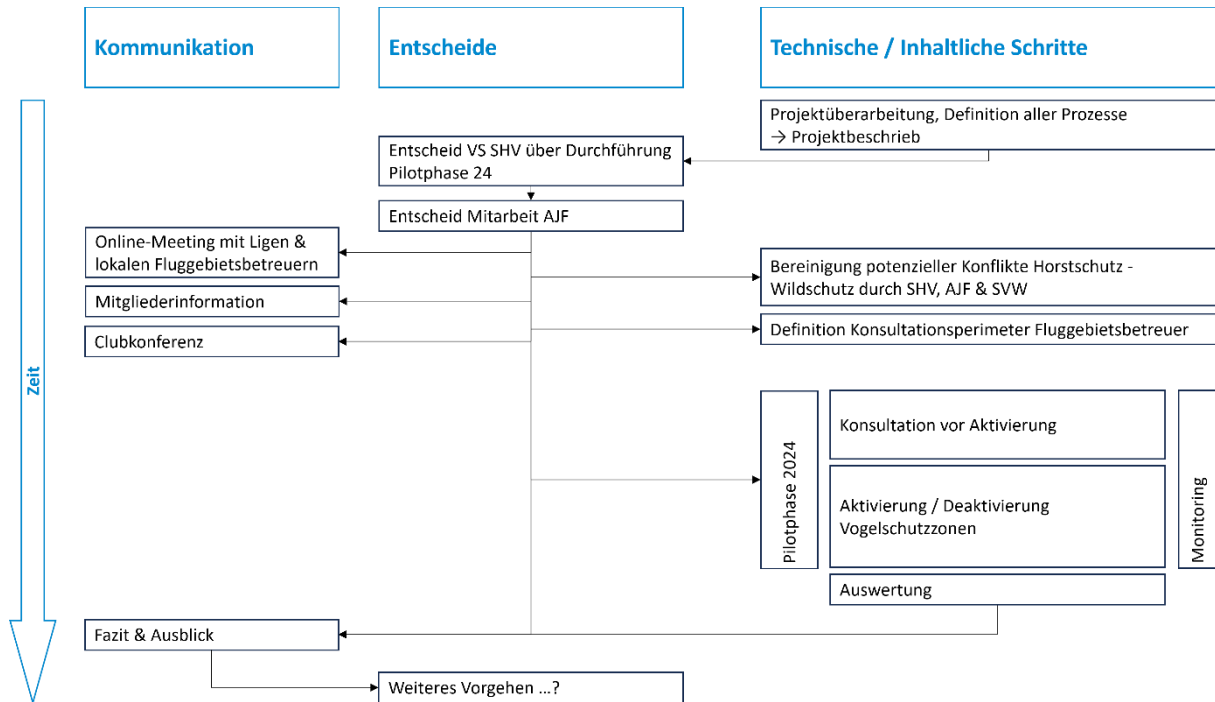 Kommunikation
Entscheide
Technische / Inhaltliche Schritte
Zeit
Projektüberarbeitung, Definition aller Prozesse
→ Projektbeschrieb
Entscheid VS SHV über Durchführung
Pilotphase 24
Entscheid Mitarbeit AJF
Online-Meeting mit Ligen &
lokalen Fluggebietsbetreuern
Bereinigung potenzieller Konflikte Horstschutz -
Wildschutz durch SHV, AJF & SVW
Mitgliederinformation
Definition Konsultationsperimeter Fluggebietsbetreuer
Clubkonferenz
Pilotphase 2024
Konsultation vor Aktivierung
Aktivierung / Deaktivierung
Vogelschutzzonen
Monitoring
Auswertung
Fazit & Ausblick
Weiteres Vorgehen ...?